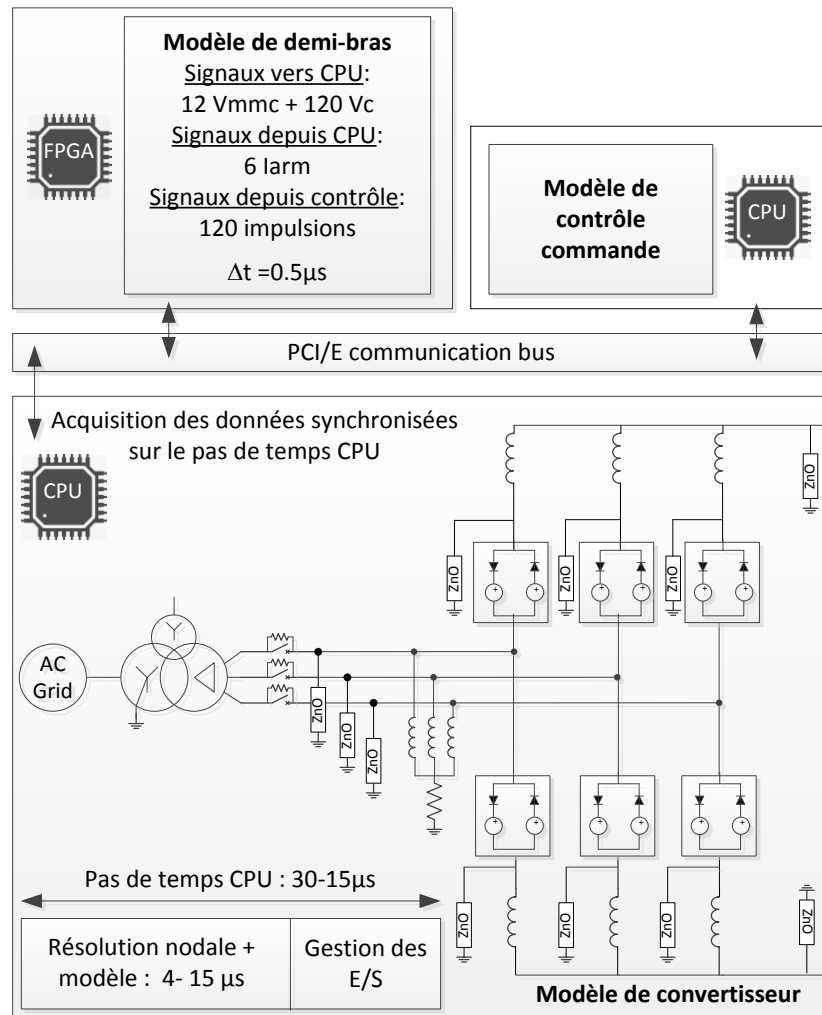 Modèle de demi-bras
Signaux vers CPU:
12 Vmmc + 120 Vc
Signaux depuis CPU:
6 Iarm
Signaux depuis contrôle:
120 impulsions
Δt =0.5µs
FPGA
Modèle de
contrôle
commande
CPU
PCI/E communication bus
Acquisition des données synchronisées
sur le pas de temps CPU
CPU
ZnO
ZnO
ZnO
ZnO
AC
Grid
ZnO
ZnO
ZnO
Pas de temps CPU : 30-15µs
Résolution nodale +
modèle : 4- 15 µs
Gestion des
E/S
ZnO
ZnO
ZnO
ZnO
Modèle de convertisseur